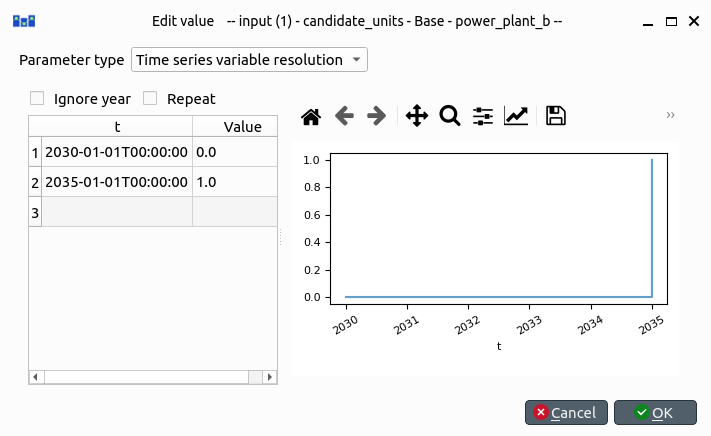 Edit value -- input (1) - candidate_units - Base - power_plant_b --
Parameter type Time series variable resolution
Ignore year Repeat
t Value
1 2030-01-01T00:00:00 0.0
2 2035-01-01T00:00:00 1.0
3
1.0
0.8
0.6
0.4
0.2
0.0
2030 2031 2032 2033 2034 2035
t
Cancel OK